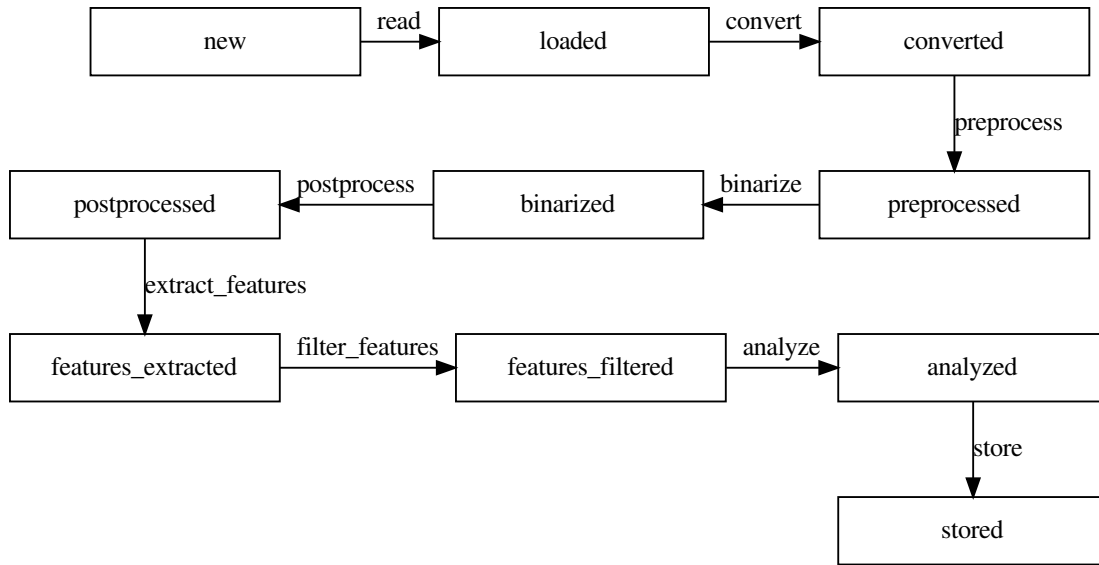 new
read
loaded
convert
converted
preprocess
postprocessed
postprocess
binarized
binarize
preprocessed
extract_features
features_extracted
filter_features
features_filtered
analyze
analyzed
store
stored